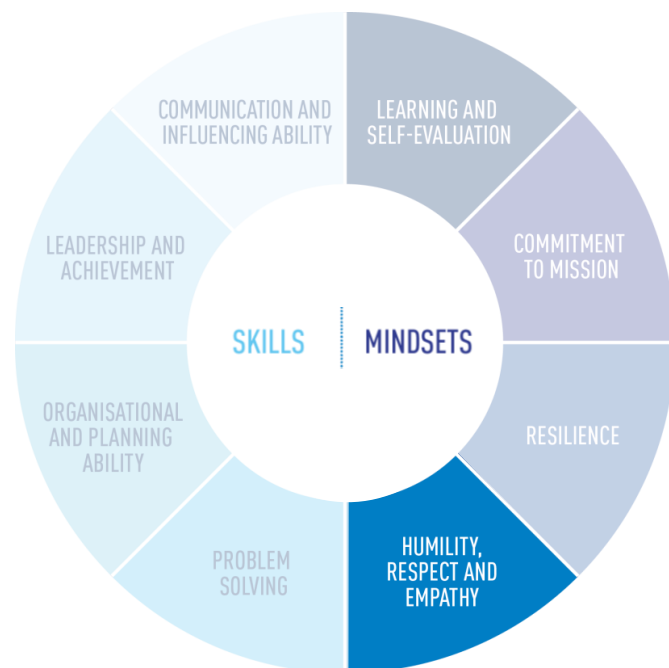 COMMUNICATION AND
INFLUENCING ABILITY
LEARNING AND
SELF-EVALUATION
LEADERSHIP AND
ACHIEVEMENT
COMMITMENT
TO MISSION
SKILLS
MINDSETS
ORGANISATIONAL
AND PLANNING
ABILITY
RESILIENCE
PROBLEM
SOLVING
HUMILITY,
RESPECT AND
EMPATHY